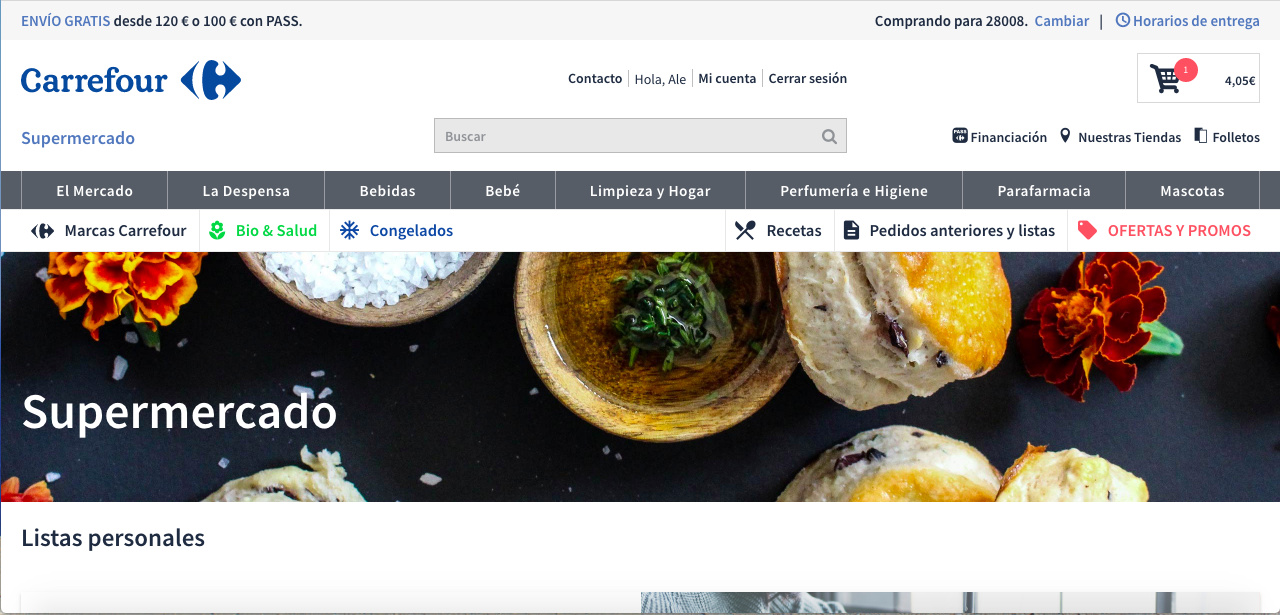 ENVÍO GRATIS desde 120 € o 100 € con PASS.
Comprando para 28008. Cambiar | Horarios de entrega
Carrefour
Contacto Hola, Ale Mi cuenta Cerrar sesión
1
4,05€
Supermercado
Buscar
PASS Financiación Nuestras Tiendas Folletos
El Mercado La Despensa Bebidas Bebé Limpieza y Hogar Perfumería e Higiene Parafarmacia Mascotas
Marcas Carrefour Bio & Salud Congelados Recetas Pedidos anteriores y listas OFERTAS Y PROMOS
Supermercado
Listas personales